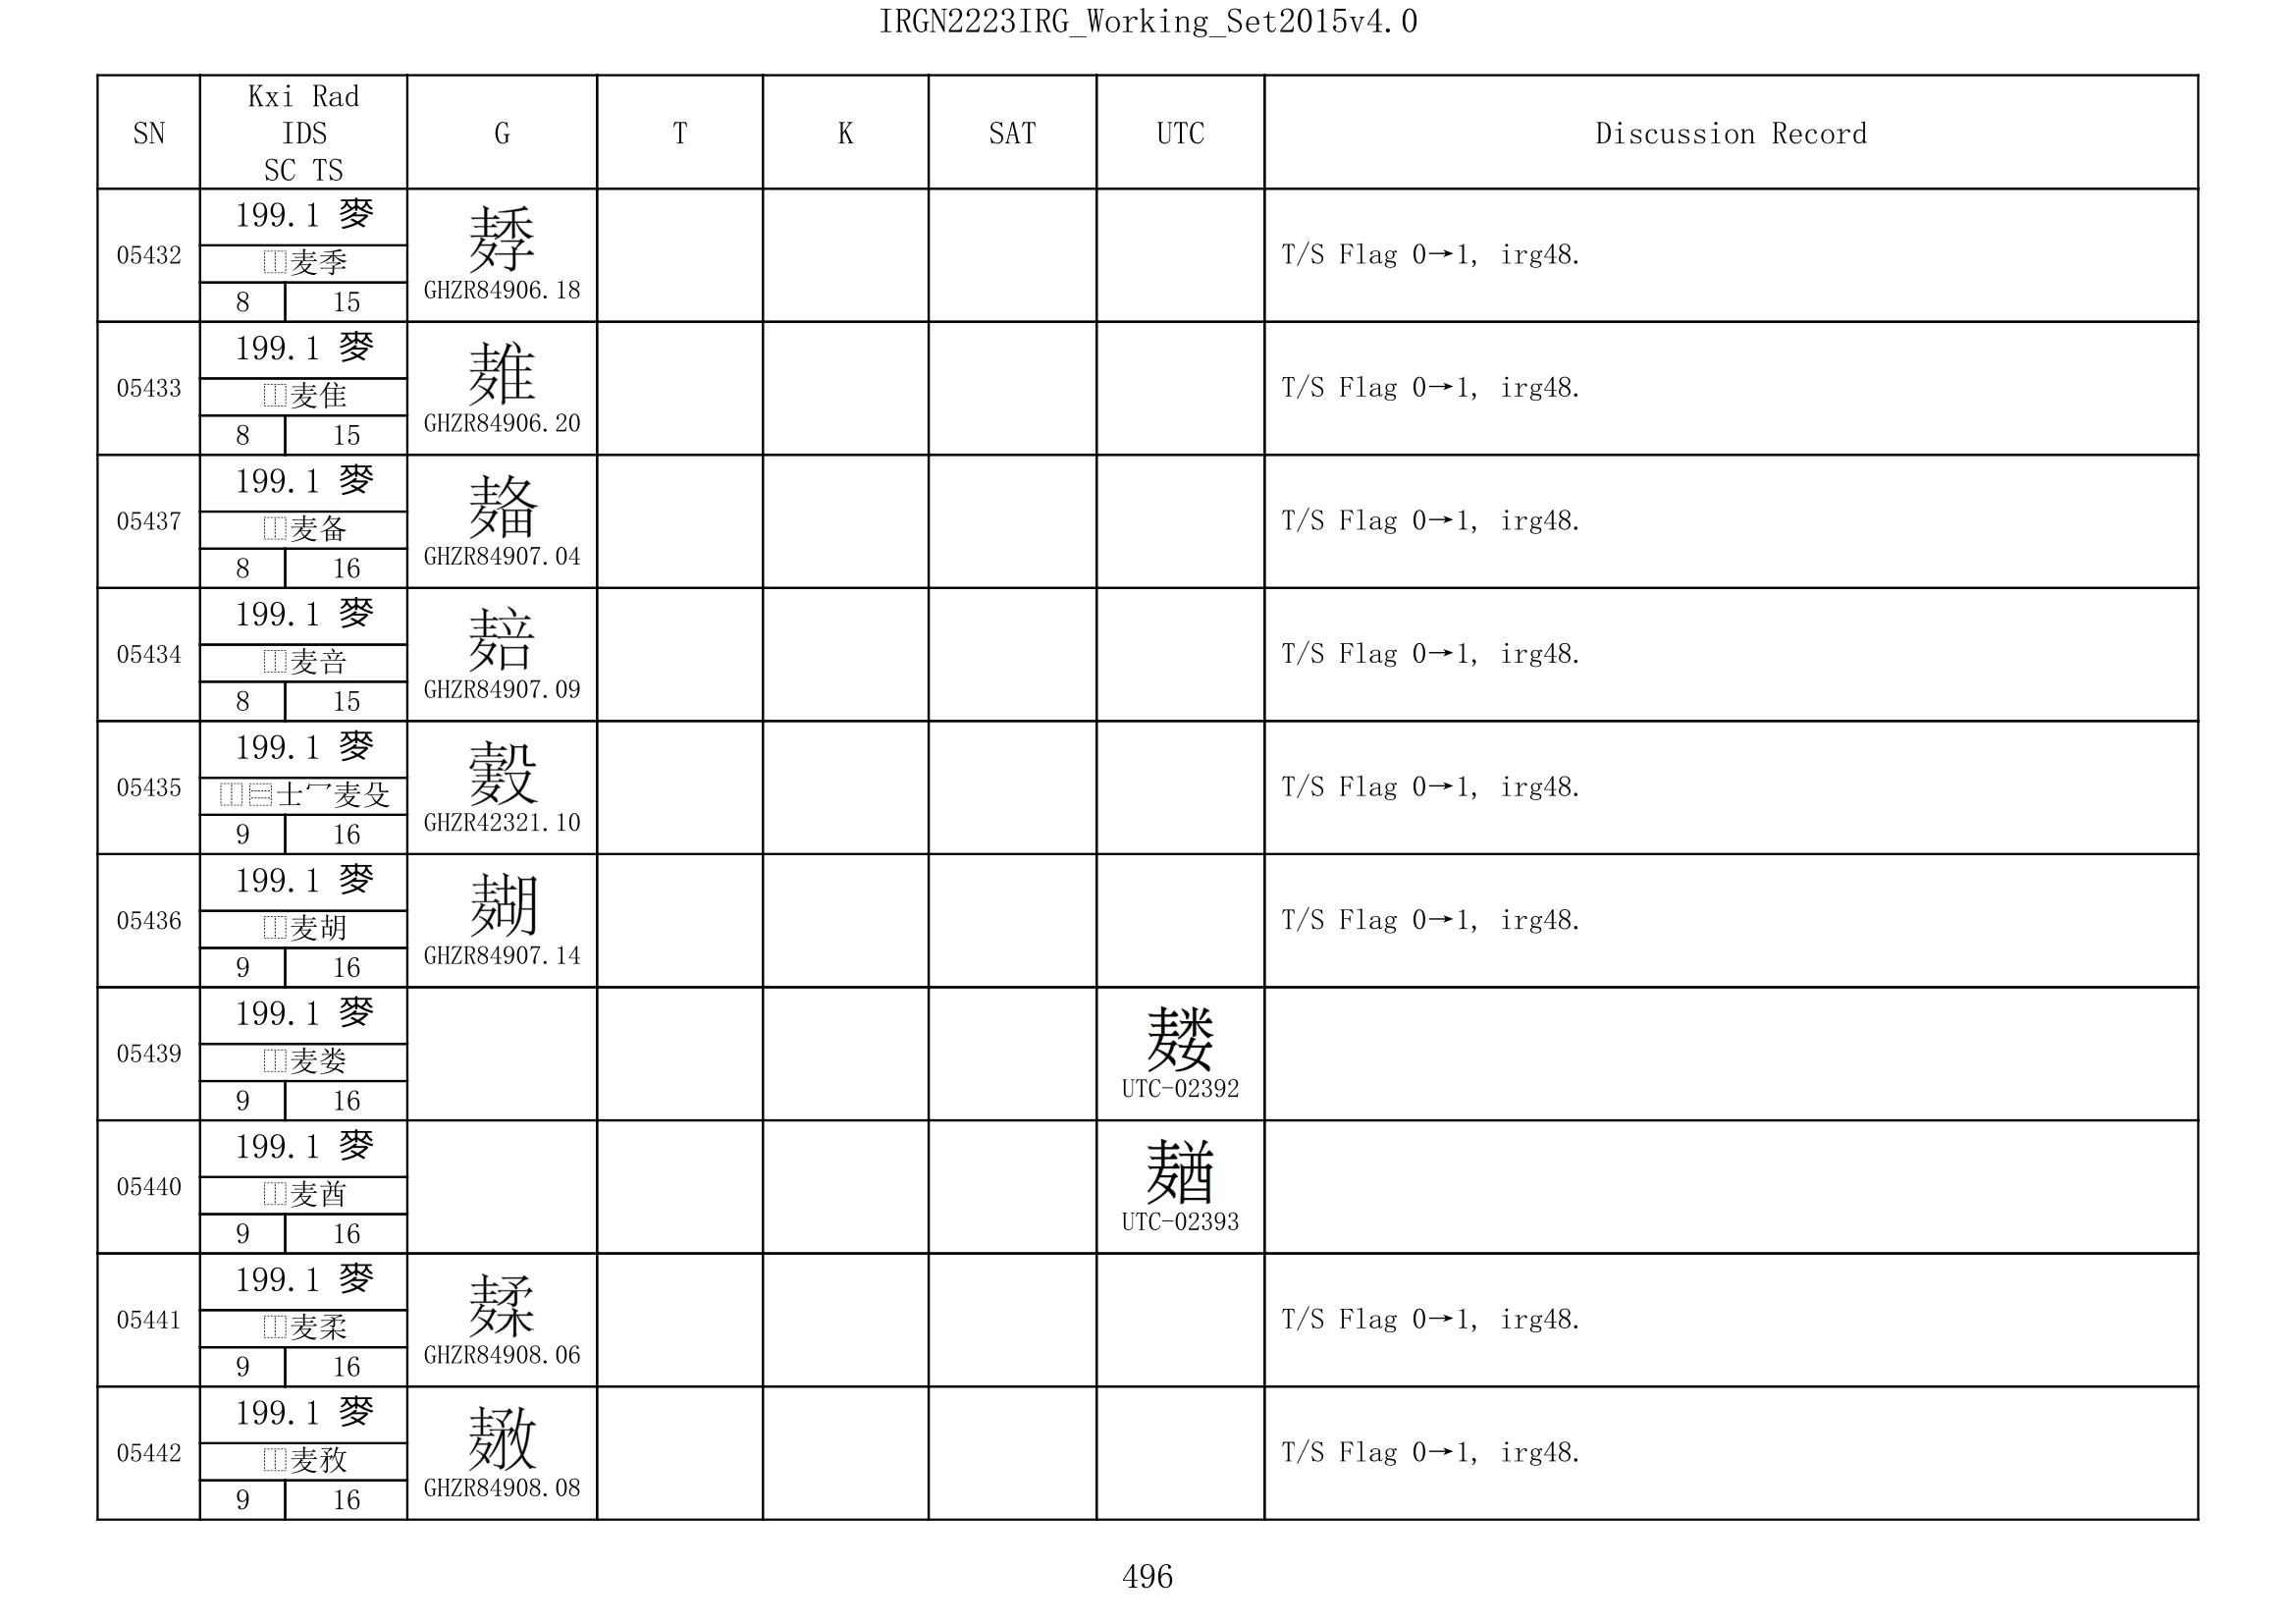 IRGN2223IRG_Working_Set2015v4.0
SN Kxi Rad IDS SC TS G T K SAT UTC Discussion Record
05432
199.1 麥
⿰麦季
8 15
GHZR84906.18
T/S Flag 0→1, irg48.
05433
199.1 麥
⿰麦隹
8 15
GHZR84906.20
T/S Flag 0→1, irg48.
05437
199.1 麥
⿰麦备
8 16
GHZR84907.04
T/S Flag 0→1, irg48.
05434
199.1 麥
⿰麦咅
8 15
GHZR84907.09
T/S Flag 0→1, irg48.
05435
199.1 麥
⿰⿳士冖麦殳
9 16
GHZR42321.10
T/S Flag 0→1, irg48.
05436
199.1 麥
⿰麦胡
9 16
GHZR84907.14
T/S Flag 0→1, irg48.
05439
199.1 麥
⿰麦娄
9 16
UTC-02392
05440
199.1 麥
⿰麦酋
9 16
UTC-02393
05441
199.1 麥
⿰麦柔
9 16
GHZR84908.06
T/S Flag 0→1, irg48.
05442
199.1 麥
⿰麦敄
9 16
GHZR84908.08
T/S Flag 0→1, irg48.
496